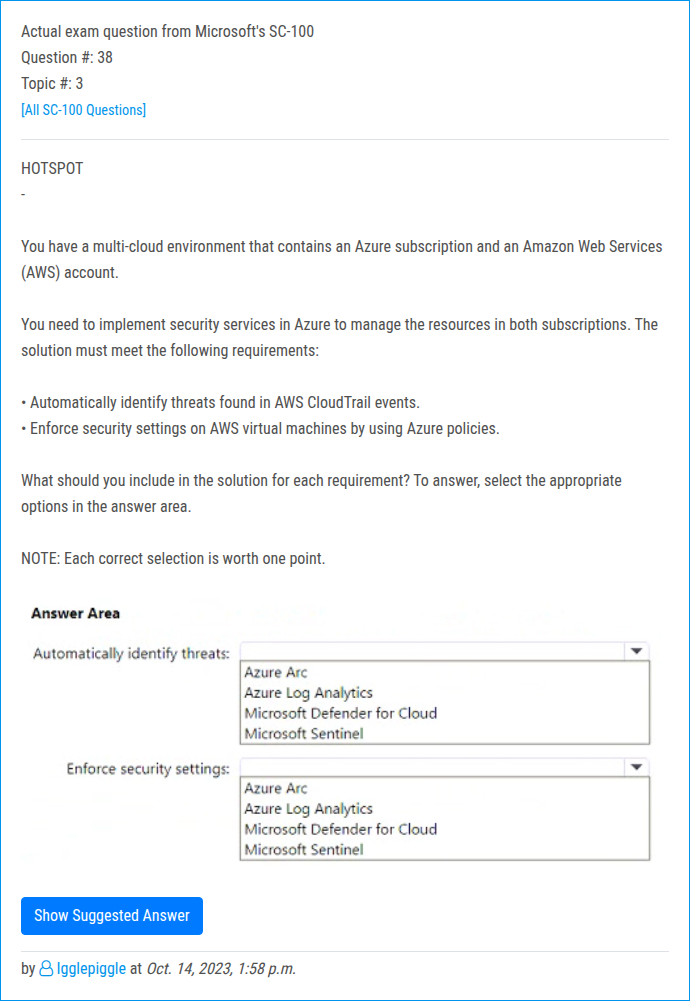 Actual exam question from Microsoft's SC-100
Question #: 38
Topic #: 3
[All SC-100 Questions]
HOTSPOT
-
You have a multi-cloud environment that contains an Azure subscription and an Amazon Web Services
(AWS) account.
You need to implement security services in Azure to manage the resources in both subscriptions. The
solution must meet the following requirements:
• Automatically identify threats found in AWS CloudTrail events.
• Enforce security settings on AWS virtual machines by using Azure policies.
What should you include in the solution for each requirement? To answer, select the appropriate
options in the answer area.
NOTE: Each correct selection is worth one point.
Answer Area
Automatically identify threats:
Azure Arc
Azure Log Analytics
Microsoft Defender for Cloud
Microsoft Sentinel
Enforce security settings:
Azure Arc
Azure Log Analytics
Microsoft Defender for Cloud
Microsoft Sentinel
Show Suggested Answer
by Igglepiggle at Oct. 14, 2023, 1:58 p.m.